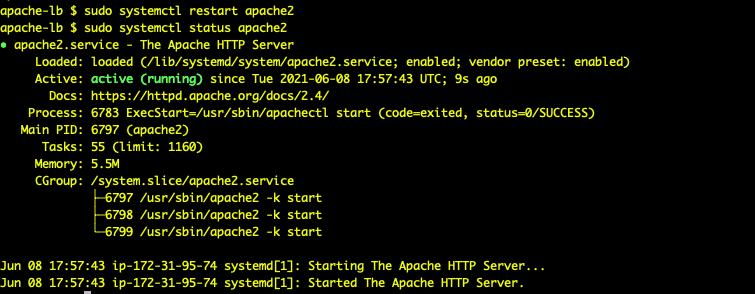 apache-lb $ sudo systemctl restart apache2
apache-lb $ sudo systemctl status apache2
● apache2.service - The Apache HTTP Server
Loaded: loaded (/lib/systemd/system/apache2.service; enabled; vendor preset: enabled)
Active: active (running) since Tue 2021-06-08 17:57:43 UTC; 9s ago
Docs: https://httpd.apache.org/docs/2.4/
Process: 6783 ExecStart=/usr/sbin/apachectl start (code=exited, status=0/SUCCESS)
Main PID: 6797 (apache2)
Tasks: 55 (limit: 1160)
Memory: 5.5M
CGroup: /system.slice/apache2.service
├─6797 /usr/sbin/apache2 -k start
├─6798 /usr/sbin/apache2 -k start
└─6799 /usr/sbin/apache2 -k start
Jun 08 17:57:43 ip-172-31-95-74 systemd[1]: Starting The Apache HTTP Server...
Jun 08 17:57:43 ip-172-31-95-74 systemd[1]: Started The Apache HTTP Server.